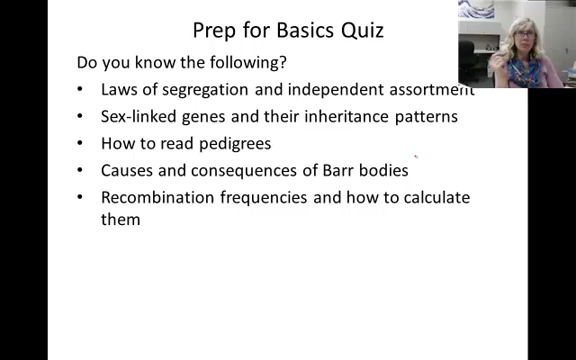 Prep for Basics Quiz
Do you know the following?
• Laws of segregation and independent assortment
• Sex-linked genes and their inheritance patterns
• How to read pedigrees
• Causes and consequences of Barr bodies
• Recombination frequencies and how to calculate
them